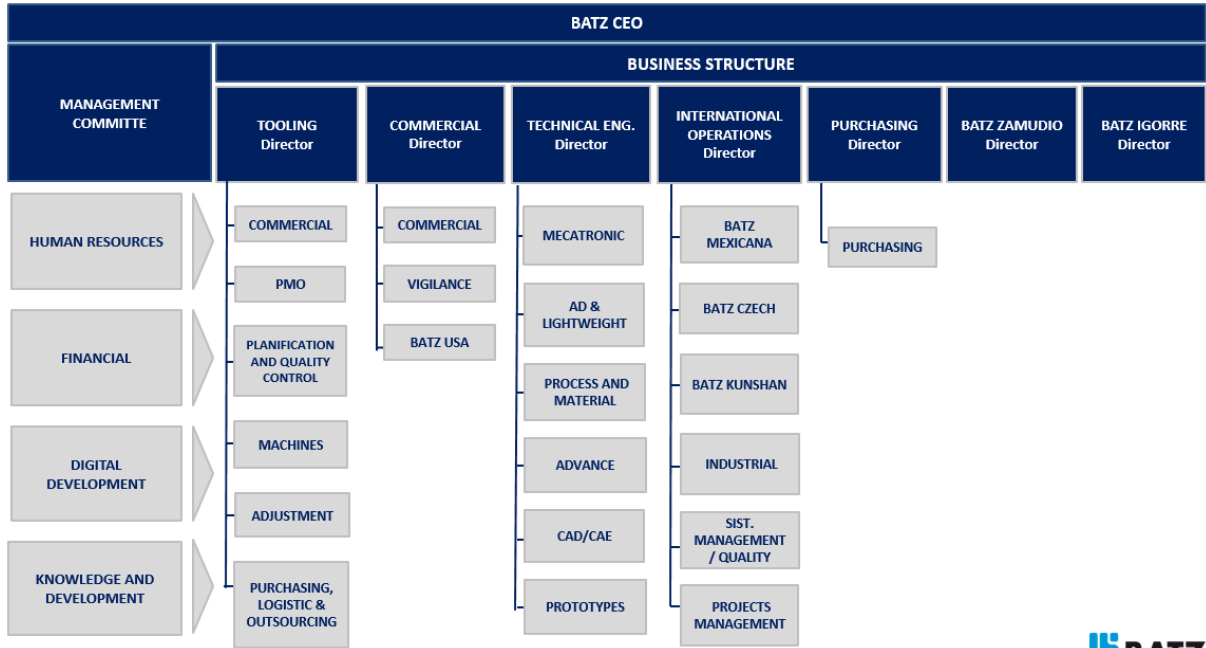 BATZ CEO
MANAGEMENT
COMMITTE
BUSINESS STRUCTURE
TOOLING
Director
COMMERCIAL
Director
TECHNICAL ENG.
Director
INTERNATIONAL
OPERATIONS
Director
PURCHASING
Director
BATZ ZAMUDIO
Director
BATZ IGORRE
Director
HUMAN RESOURCES
FINANCIAL
DIGITAL
DEVELOPMENT
KNOWLEDGE AND
DEVELOPMENT
COMMERCIAL
PMO
PLANIFICATION
AND QUALITY
CONTROL
MACHINES
ADJUSTMENT
PURCHASING,
LOGISTIC &
OUTSOURCING
COMMERCIAL
VIGILANCE
BATZ USA
MECATRONIC
AD &
LIGHTWEIGHT
PROCESS AND
MATERIAL
ADVANCE
CAD/CAE
PROTOTYPES
BATZ
MEXICANA
BATZ CZECH
BATZ KUNSHAN
INDUSTRIAL
SIST.
MANAGEMENT
/ QUALITY
PROJECTS
MANAGEMENT
PURCHASING
BATZ